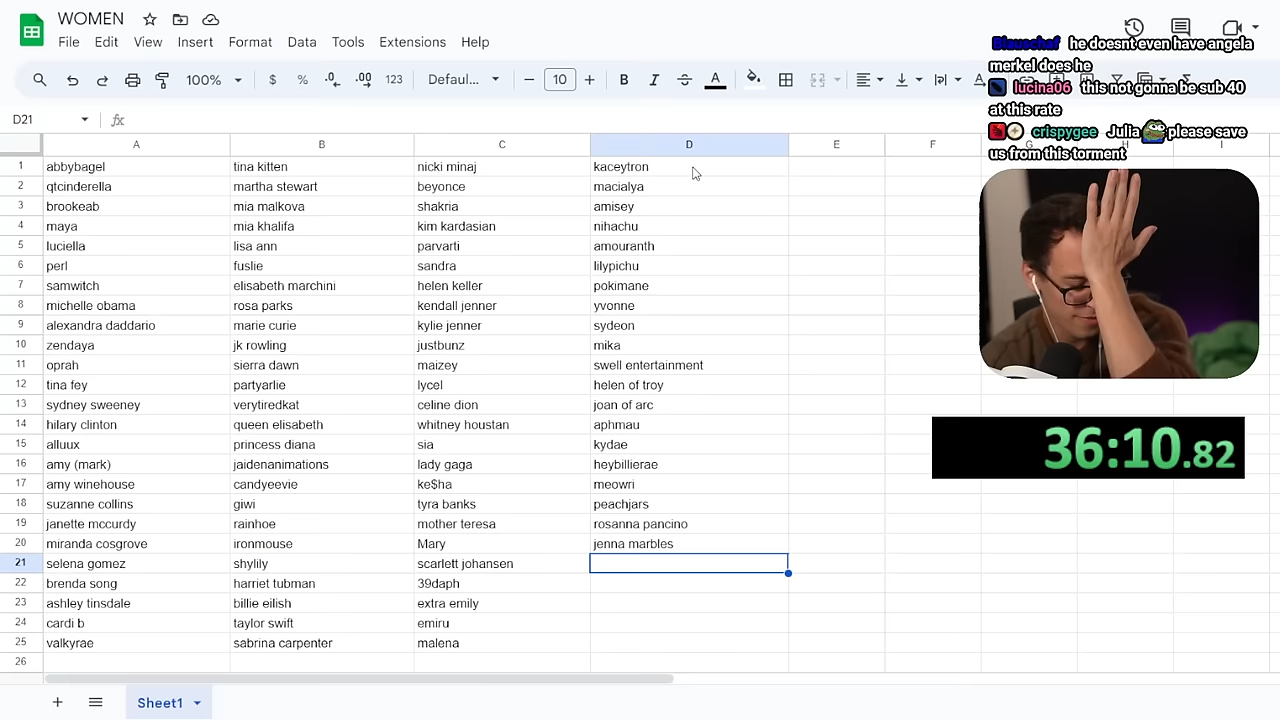 WOMEN
File Edit View Insert Format Data Tools Extensions Help
100% $ % .0 .00 123 Defaul... 10 B I A
D21 fx
A B C D E F G H I
1 abbybagel tina kitten nicki minaj kaceytron
2 qtcinderella martha stewart beyonce macialya
3 brookeab mia malkova shakria amisey
4 maya mia khalifa kim kardasian nihachu
5 luciella lisa ann parvarti amouranth
6 perl fuslie sandra lilypichu
7 samwitch elisabeth marchini helen keller pokimane
8 michelle obama rosa parks kendall jenner yvonne
9 alexandra daddario marie curie kylie jenner sydeon
10 zendaya jk rowling justbunz mika
11 oprah sierra dawn maizey swell entertainment
12 tina fey partyarlie lycel helen of troy
13 sydney sweeney verytiredkat celine dion joan of arc
14 hilary clinton queen elisabeth whitney houstan aphmau
15 alluux princess diana sia kydae
16 amy (mark) jaidenanimations lady gaga heybillierae
17 amy winehouse candyeevie ke$ha meowri
18 suzanne collins giwi tyra banks peachjars
19 janette mccurdy rainhoe mother teresa rosanna pancino
20 miranda cosgrove ironmouse Mary jenna marbles
21 selena gomez shylily scarlett johansen
22 brenda song harriet tubman 39daph
23 ashley tinsdale billie eilish extra emily
24 cardi b taylor swift emiru
25 valkyrae sabrina carpenter malena
26
Sheet1
Blauschaf he doesnt even have angela
merkel does he
lucina06 this not gonna be sub 40
at this rate
crispygee Julia please save
us from this torment
36:10.82